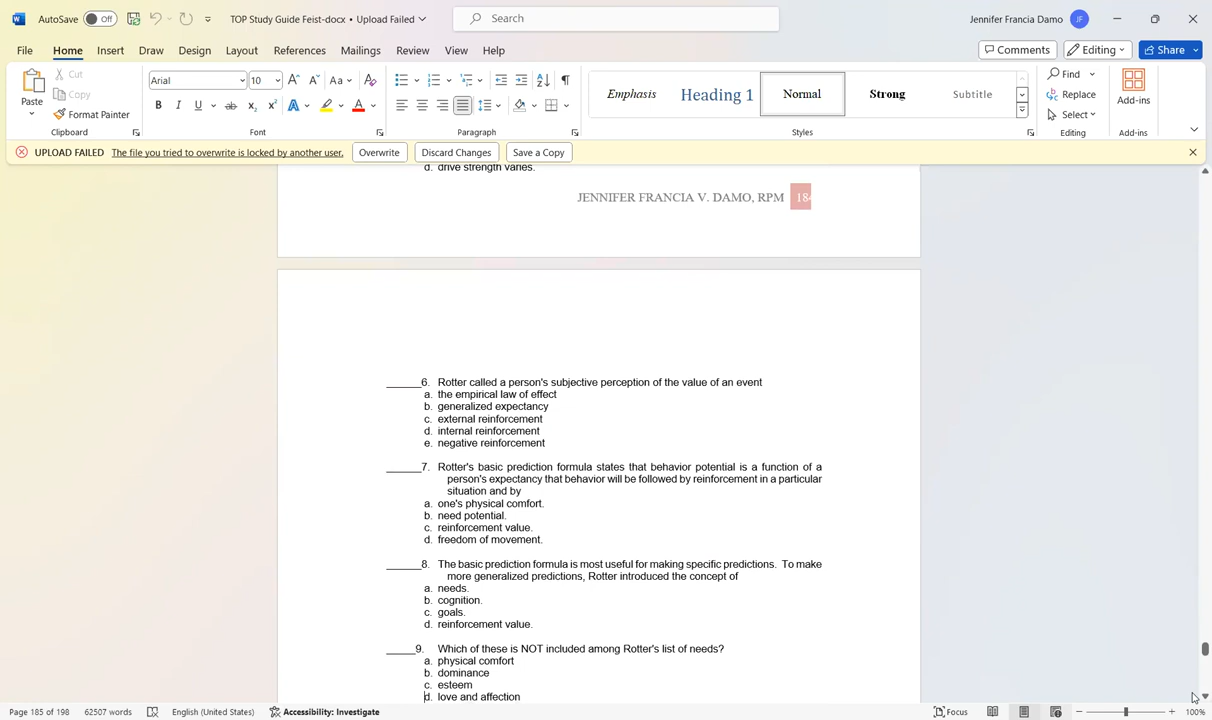 AutoSave Off TOP Study Guide Feist-docx • Upload Failed Search Jennifer Francia Damo JF
File Home Insert Draw Design Layout References Mailings Review View Help Comments Editing Share
Paste Cut Copy Format Painter
Arial 10 Aa
B I U ab x₂ x² A A
Emphasis Heading 1 Normal Strong Subtitle
Find Replace Select
Add-ins
Clipboard Font Paragraph Styles Editing Add-ins
UPLOAD FAILED The file you tried to overwrite is locked by another user. Overwrite Discard Changes Save a Copy
d. drive strength varies.
JENNIFER FRANCIA V. DAMO, RPM 184
______6. Rotter called a person's subjective perception of the value of an event
a. the empirical law of effect
b. generalized expectancy
c. external reinforcement
d. internal reinforcement
e. negative reinforcement
______7. Rotter's basic prediction formula states that behavior potential is a function of a
person's expectancy that behavior will be followed by reinforcement in a particular
situation and by
a. one's physical comfort.
b. need potential.
c. reinforcement value.
d. freedom of movement.
______8. The basic prediction formula is most useful for making specific predictions. To make
more generalized predictions, Rotter introduced the concept of
a. needs.
b. cognition.
c. goals.
d. reinforcement value.
_____9. Which of these is NOT included among Rotter's list of needs?
a. physical comfort
b. dominance
c. esteem
d. love and affection
Page 185 of 198 62507 words English (United States) Accessibility: Investigate Focus 100%